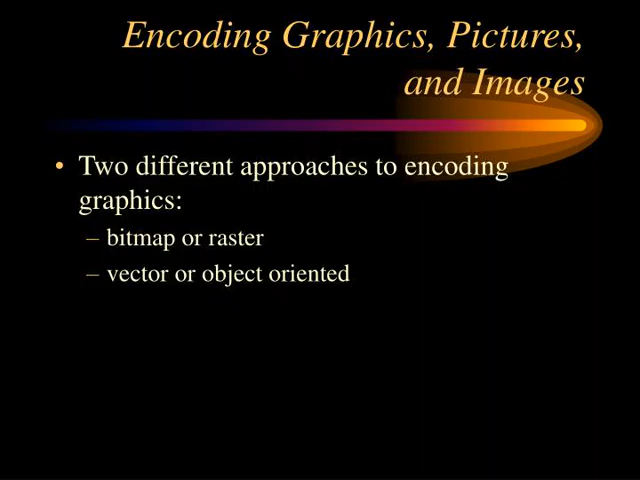 Encoding Graphics, Pictures,
and Images
• Two different approaches to encoding
graphics:
– bitmap or raster
– vector or object oriented